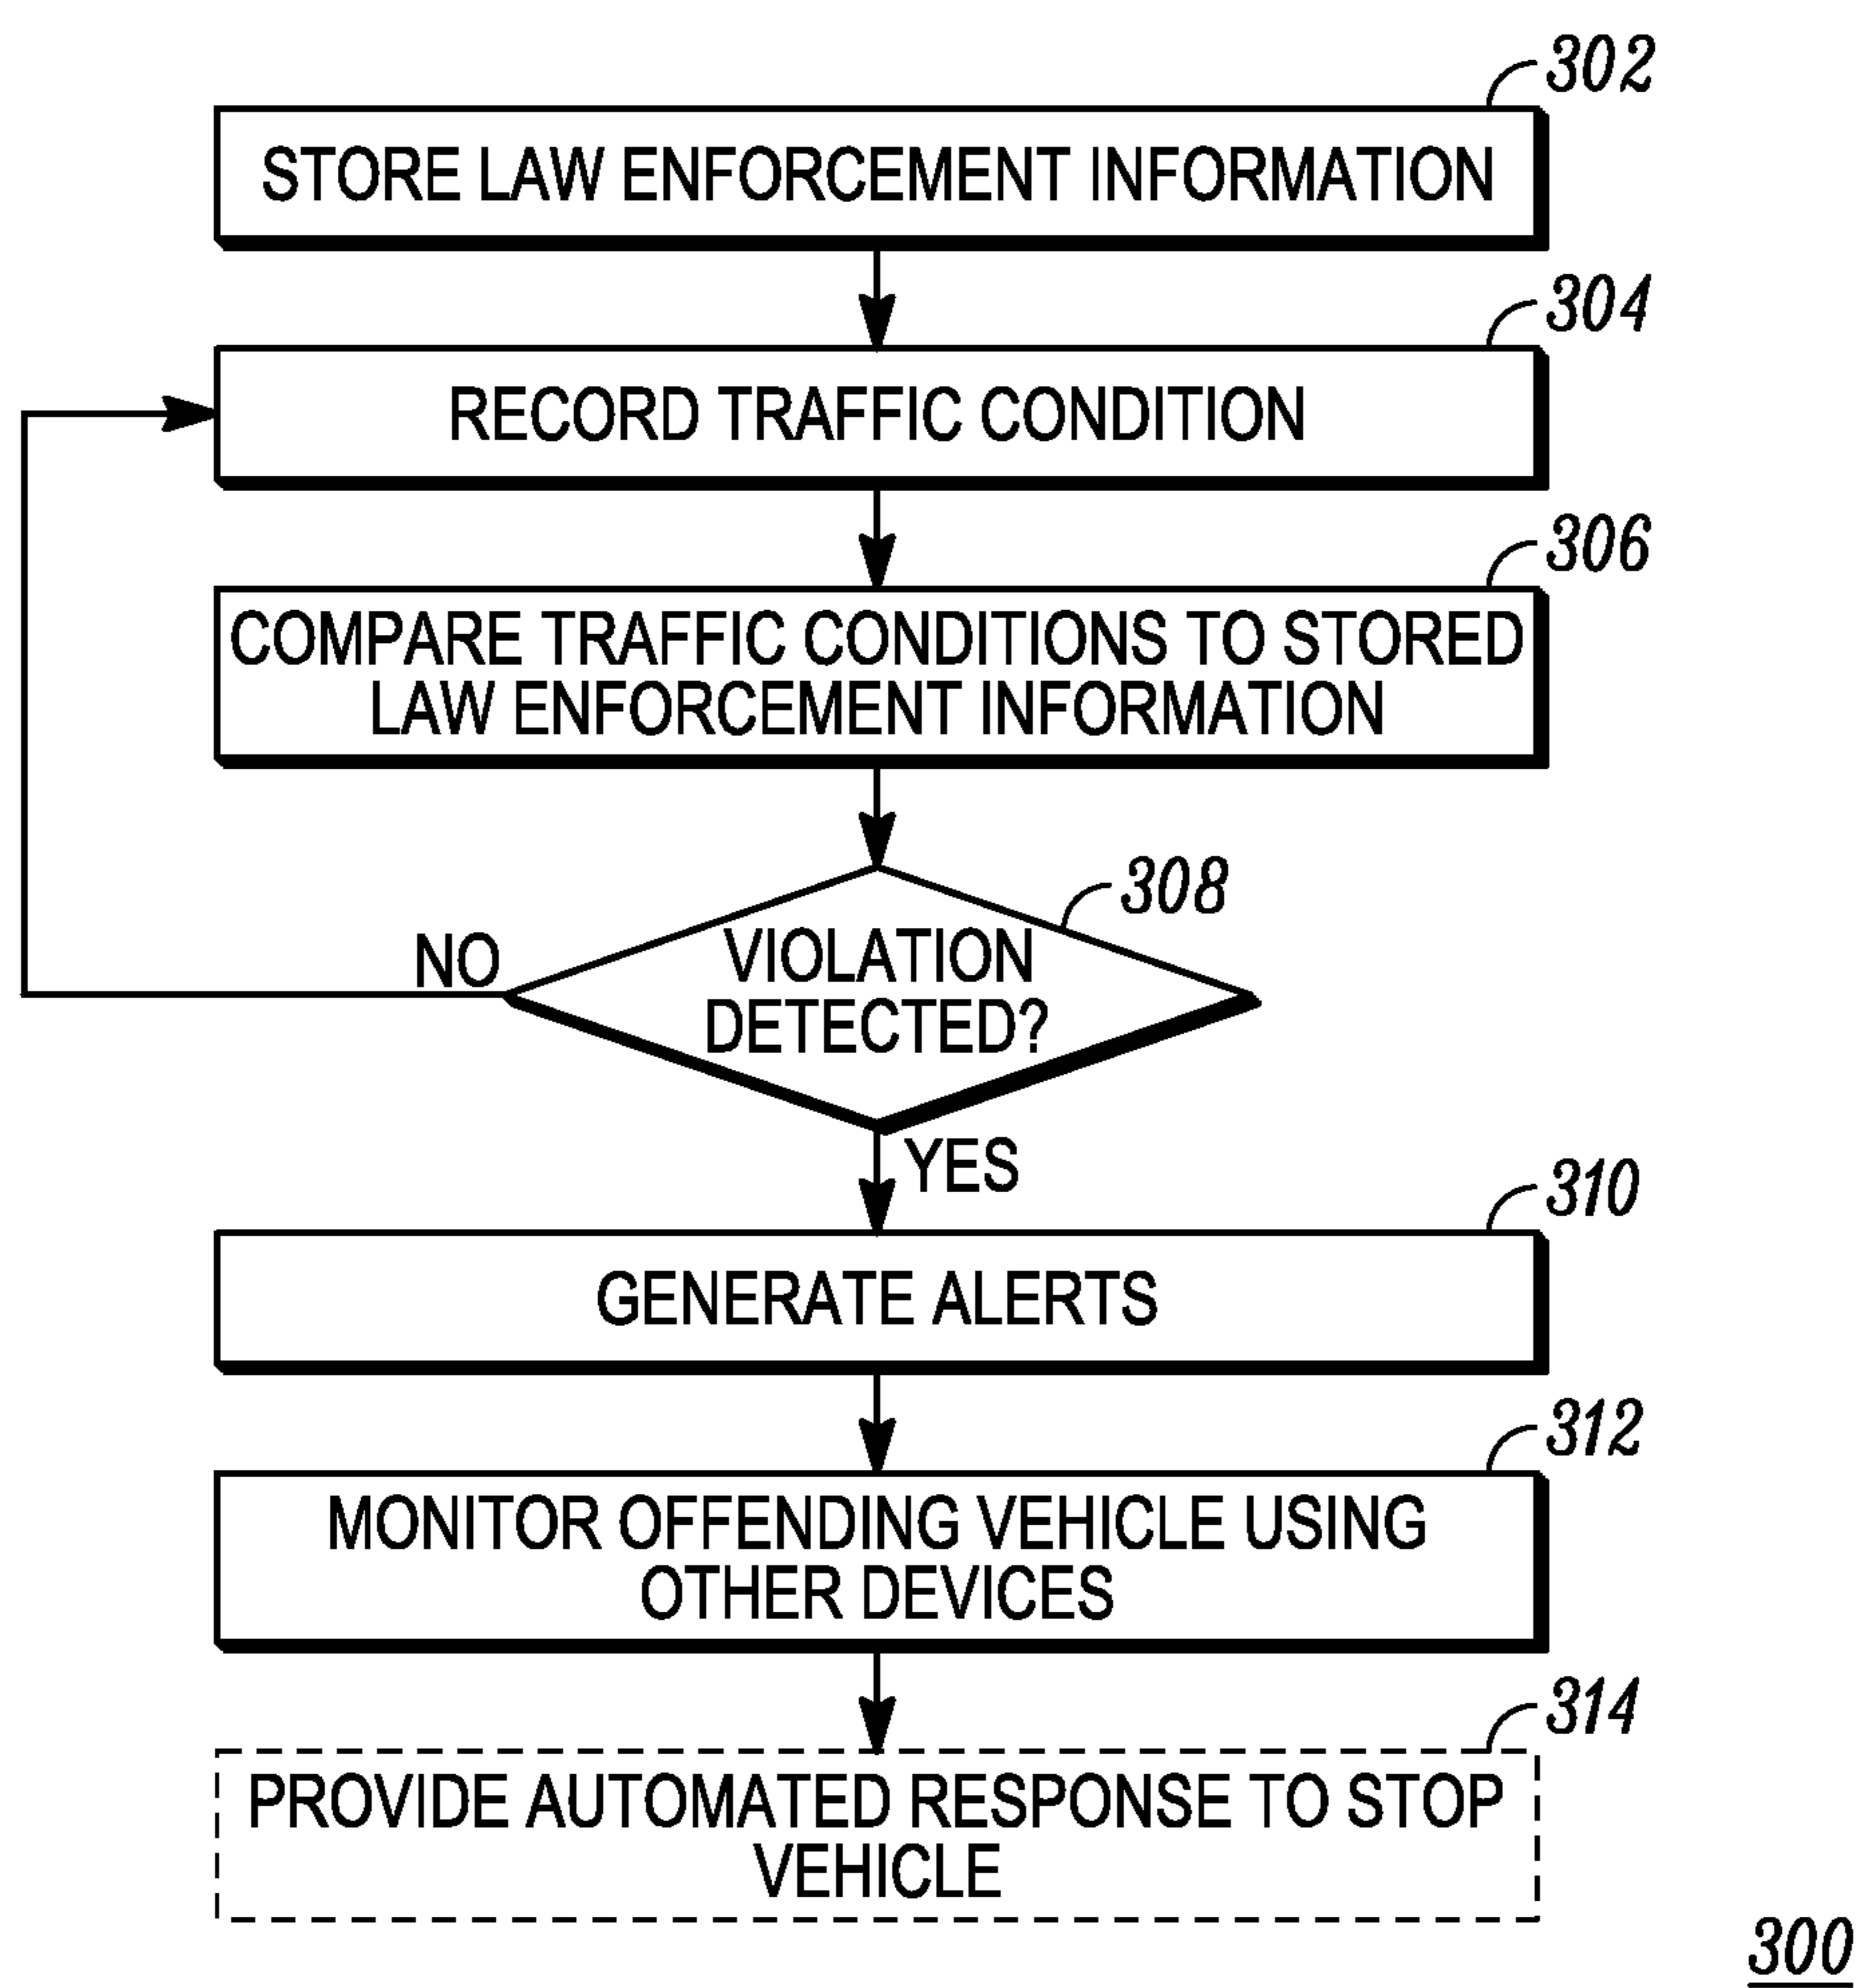 302
STORE LAW ENFORCEMENT INFORMATION
304
RECORD TRAFFIC CONDITION
306
COMPARE TRAFFIC CONDITIONS TO STORED
LAW ENFORCEMENT INFORMATION
308
NO
VIOLATION
DETECTED?
YES
310
GENERATE ALERTS
312
MONITOR OFFENDING VEHICLE USING
OTHER DEVICES
314
PROVIDE AUTOMATED RESPONSE TO STOP
VEHICLE
300